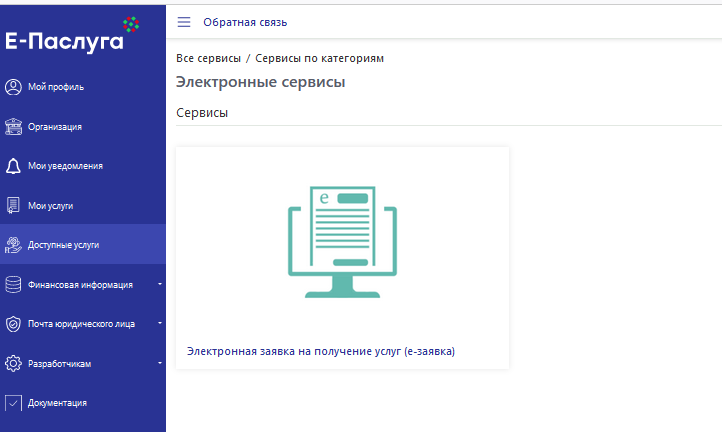 Е-Паслуга
Мой профиль
Организация
Мои уведомления
Мои услуги
Доступные услуги
Финансовая информация
Почта юридического лица
Разработчикам
Документация
Обратная связь
Все сервисы / Сервисы по категориям
Электронные сервисы
Сервисы
e
Электронная заявка на получение услуг (е-заявка)